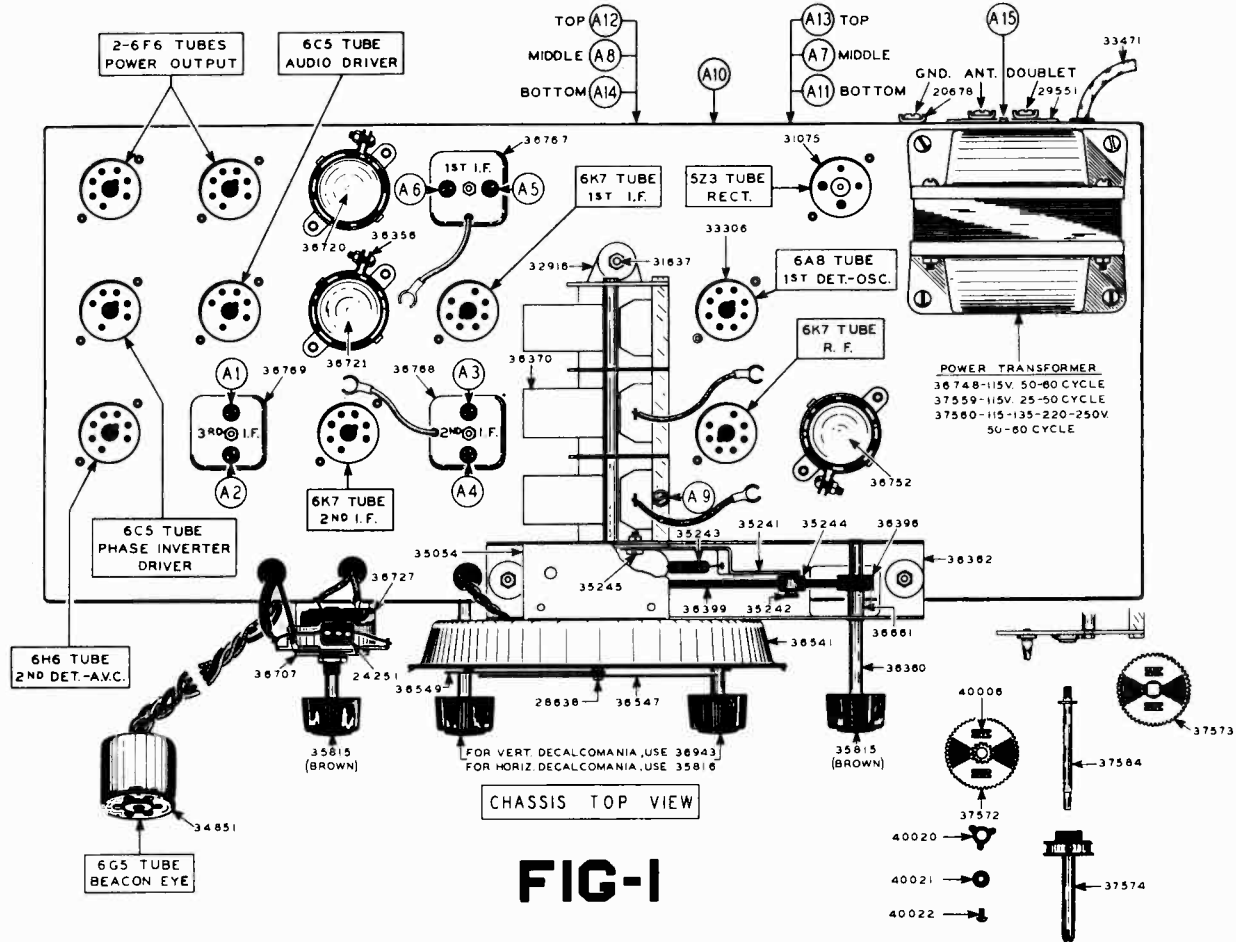 TOP A12
MIDDLE A8
BOTTOM A14
A10
A13 TOP
A7 MIDDLE
A11 BOTTOM
A15
33471
GND. ANT. DOUBLET
20678
29551
2-6F6 TUBES
POWER OUTPUT
6C5 TUBE
AUDIO DRIVER
36767
1ST I.F.
A6
A5
36720
36356
6K7 TUBE
1ST I.F.
31075
5Z3 TUBE
RECT.
33306
6A8 TUBE
1ST DET.-OSC.
32916
31637
36721
36370
6K7 TUBE
R. F.
POWER TRANSFORMER
36748-115V. 50-60 CYCLE
37559-115V. 25-50 CYCLE
37560-115-135-220-250V.
50-60 CYCLE
A1
36769
3RD I.F.
A2
36768
A3
2ND I.F.
A4
36752
A9
6K7 TUBE
2ND I.F.
6C5 TUBE
PHASE INVERTER
DRIVER
35054
35243
35241
35244
36396
36362
35245
36399
35242
36661
36727
6H6 TUBE
2ND DET.-A.V.C.
36707
24251
36549
28638
36547
36541
36360
35815
(BROWN)
FOR VERT. DECALCOMANIA, USE 36943
FOR HORIZ. DECALCOMANIA, USE 35816
35815
(BROWN)
CHASSIS TOP VIEW
34851
6G5 TUBE
BEACON EYE
FIG-1
40006
37572
37573
37584
40020
40021
40022
37574